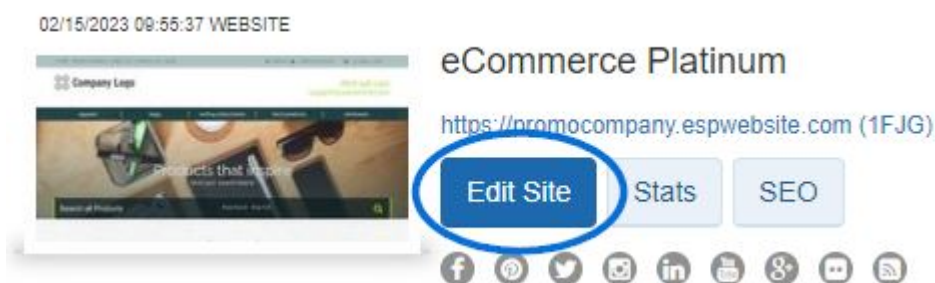 02/15/2023 09:55:37 WEBSITE
eCommerce Platinum
Company Logo
https://promocompany.espwebsite.com (1FJG)
Products that inspire
Edit Site
Stats
SEO
Search all Products